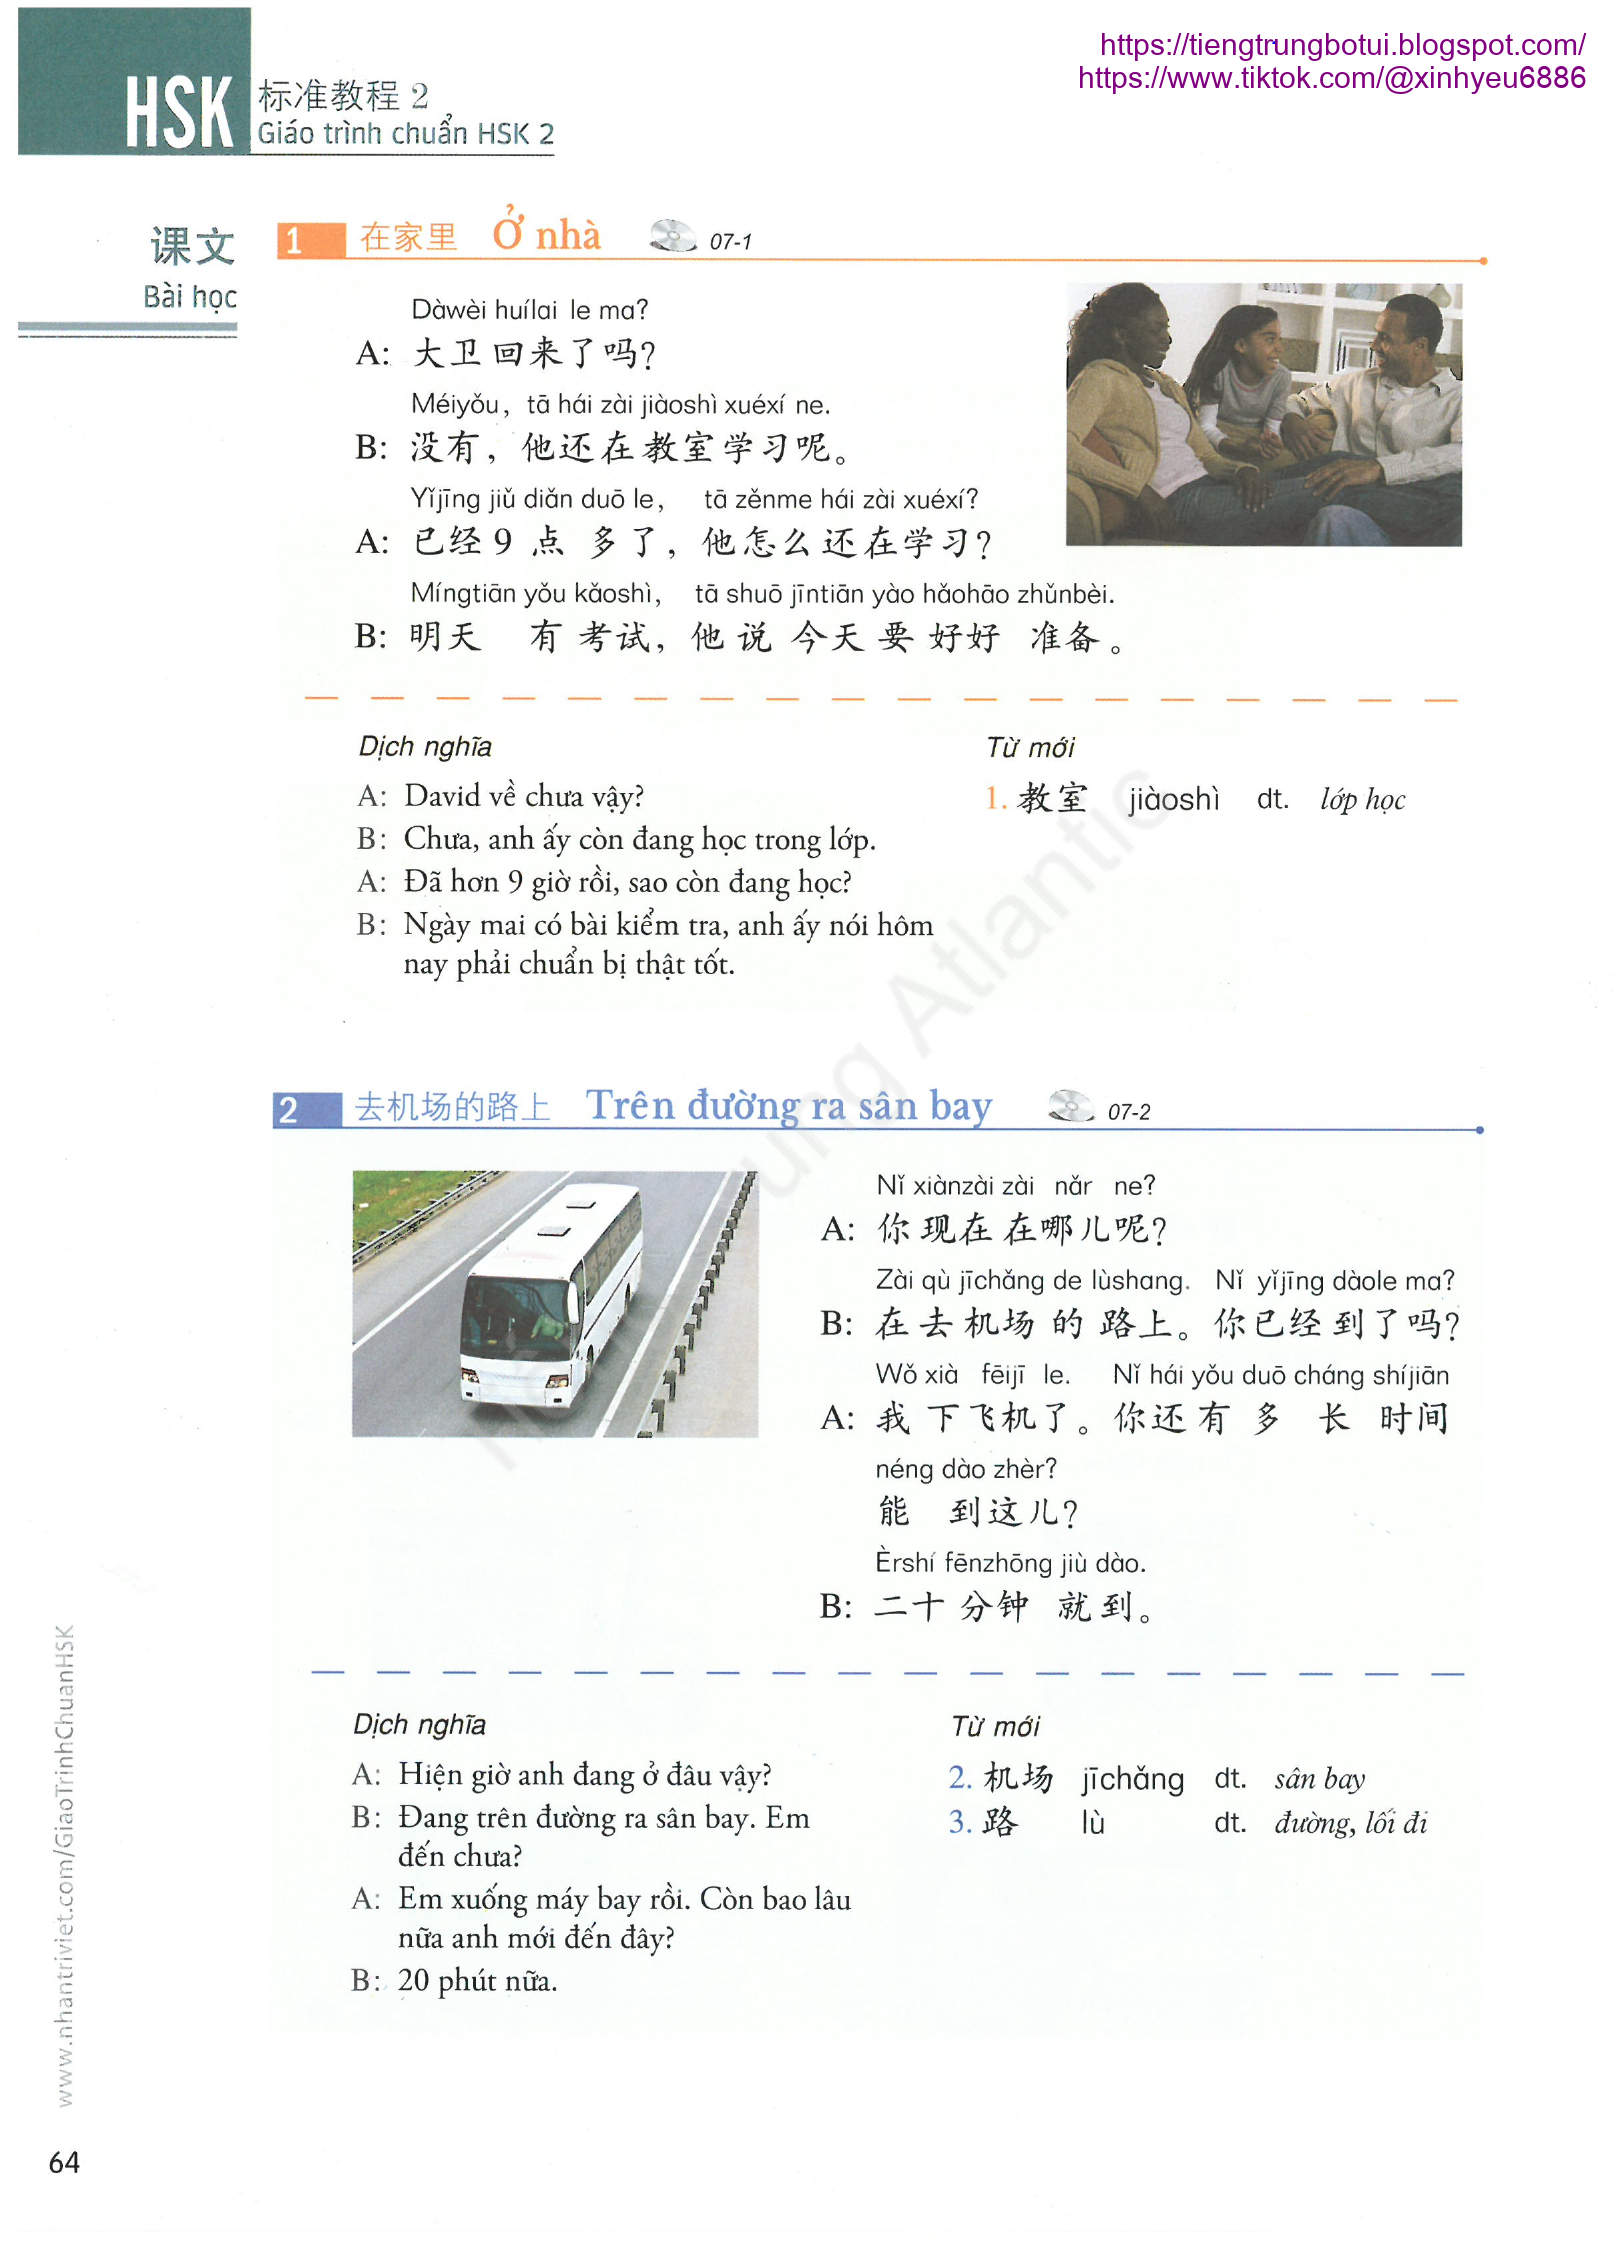 https://tiengtrungbotui.blogspot.com/
https://www.tiktok.com/@xinhyeu6886
HSK 标准教程 2
Giáo trình chuẩn HSK 2
课文
Bài học
1 在家里 Ở nhà 07-1
Dàwèi huílai le ma?
A: 大卫回来了吗?
Méiyǒu, tā hái zài jiàoshì xuéxí ne.
B: 没有, 他还在教室学习呢。
Yǐjīng jiǔ diǎn duō le, tā zěnme hái zài xuéxí?
A: 已经9点多了, 他怎么还在学习?
Míngtiān yǒu kǎoshì, tā shuō jīntiān yào hǎohāo zhǔnbèi.
B: 明天有考试, 他说今天要好好准备。
Dịch nghĩa
A: David về chưa vậy?
B: Chưa, anh ấy còn đang học trong lớp.
A: Đã hơn 9 giờ rồi, sao còn đang học?
B: Ngày mai có bài kiểm tra, anh ấy nói hôm
nay phải chuẩn bị thật tốt.
Từ mới
1. 教室 jiàoshì dt. lớp học
2 去机场的路上 Trên đường ra sân bay 07-2
Nǐ xiànzài zài nǎr ne?
A: 你现在在哪儿呢?
Zài qù jīchǎng de lùshang. Nǐ yǐjīng dàole ma?
B: 在去机场的路上。你已经到了吗?
Wǒ xià fēijī le. Nǐ hái yǒu duō cháng shíjiān
A: 我下飞机了。你还有多长时间
néng dào zhèr?
能到这儿?
Èrshí fēnzhōng jiù dào.
B: 二十分钟就到。
Dịch nghĩa
A: Hiện giờ anh đang ở đâu vậy?
B: Đang trên đường ra sân bay. Em
đến chưa?
A: Em xuống máy bay rồi. Còn bao lâu
nữa anh mới đến đây?
B: 20 phút nữa.
Từ mới
2. 机场 jīchǎng dt. sân bay
3. 路 lù dt. đường, lối đi
www.nhantriviet.com/GiaoTrinhChuanHSK
64